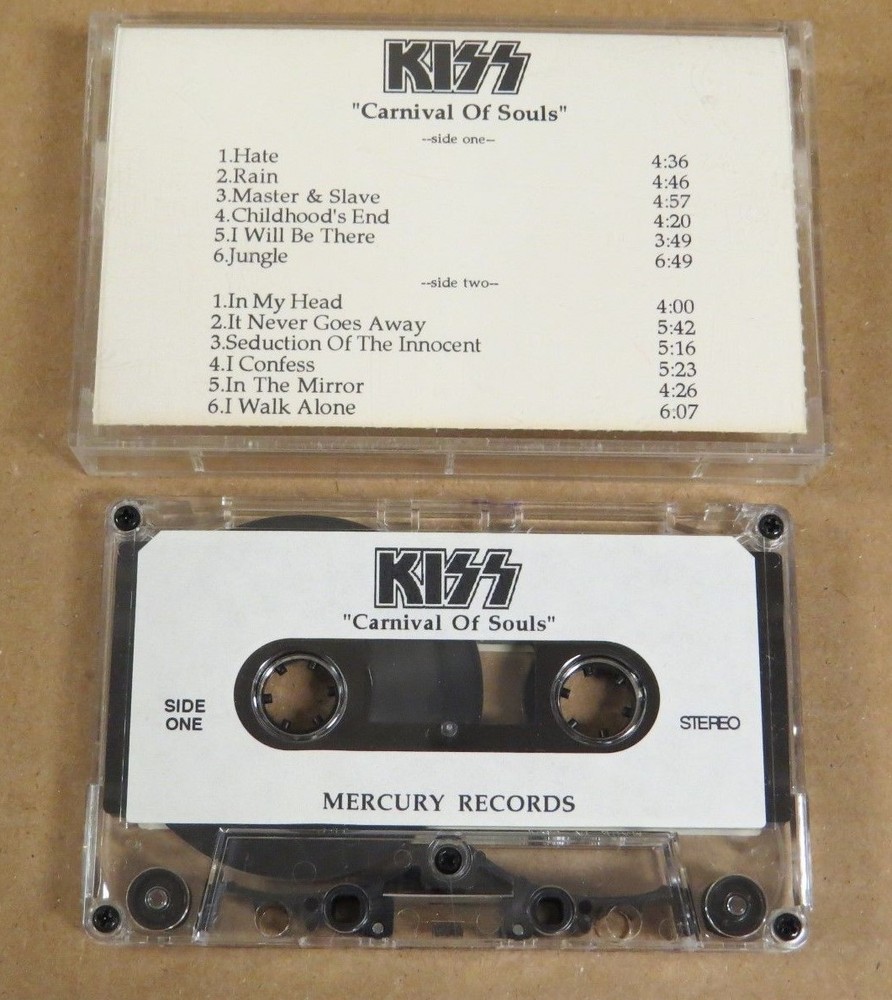 KISS
"Carnival Of Souls"
--side one--
1.Hate 4:36
2.Rain 4:46
3.Master & Slave 4:57
4.Childhood's End 4:20
5.I Will Be There 3:49
6.Jungle 6:49
--side two--
1.In My Head 4:00
2.It Never Goes Away 5:42
3.Seduction Of The Innocent 5:16
4.I Confess 5:23
5.In The Mirror 4:26
6.I Walk Alone 6:07
KISS
"Carnival Of Souls"
SIDE ONE
STEREO
MERCURY RECORDS